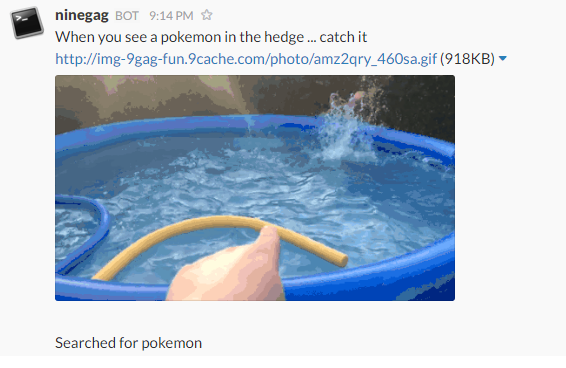 ninegag BOT 9:14 PM
When you see a pokemon in the hedge ... catch it
http://img-9gag-fun.9cache.com/photo/amz2qry_460sa.gif (918KB)
Searched for pokemon